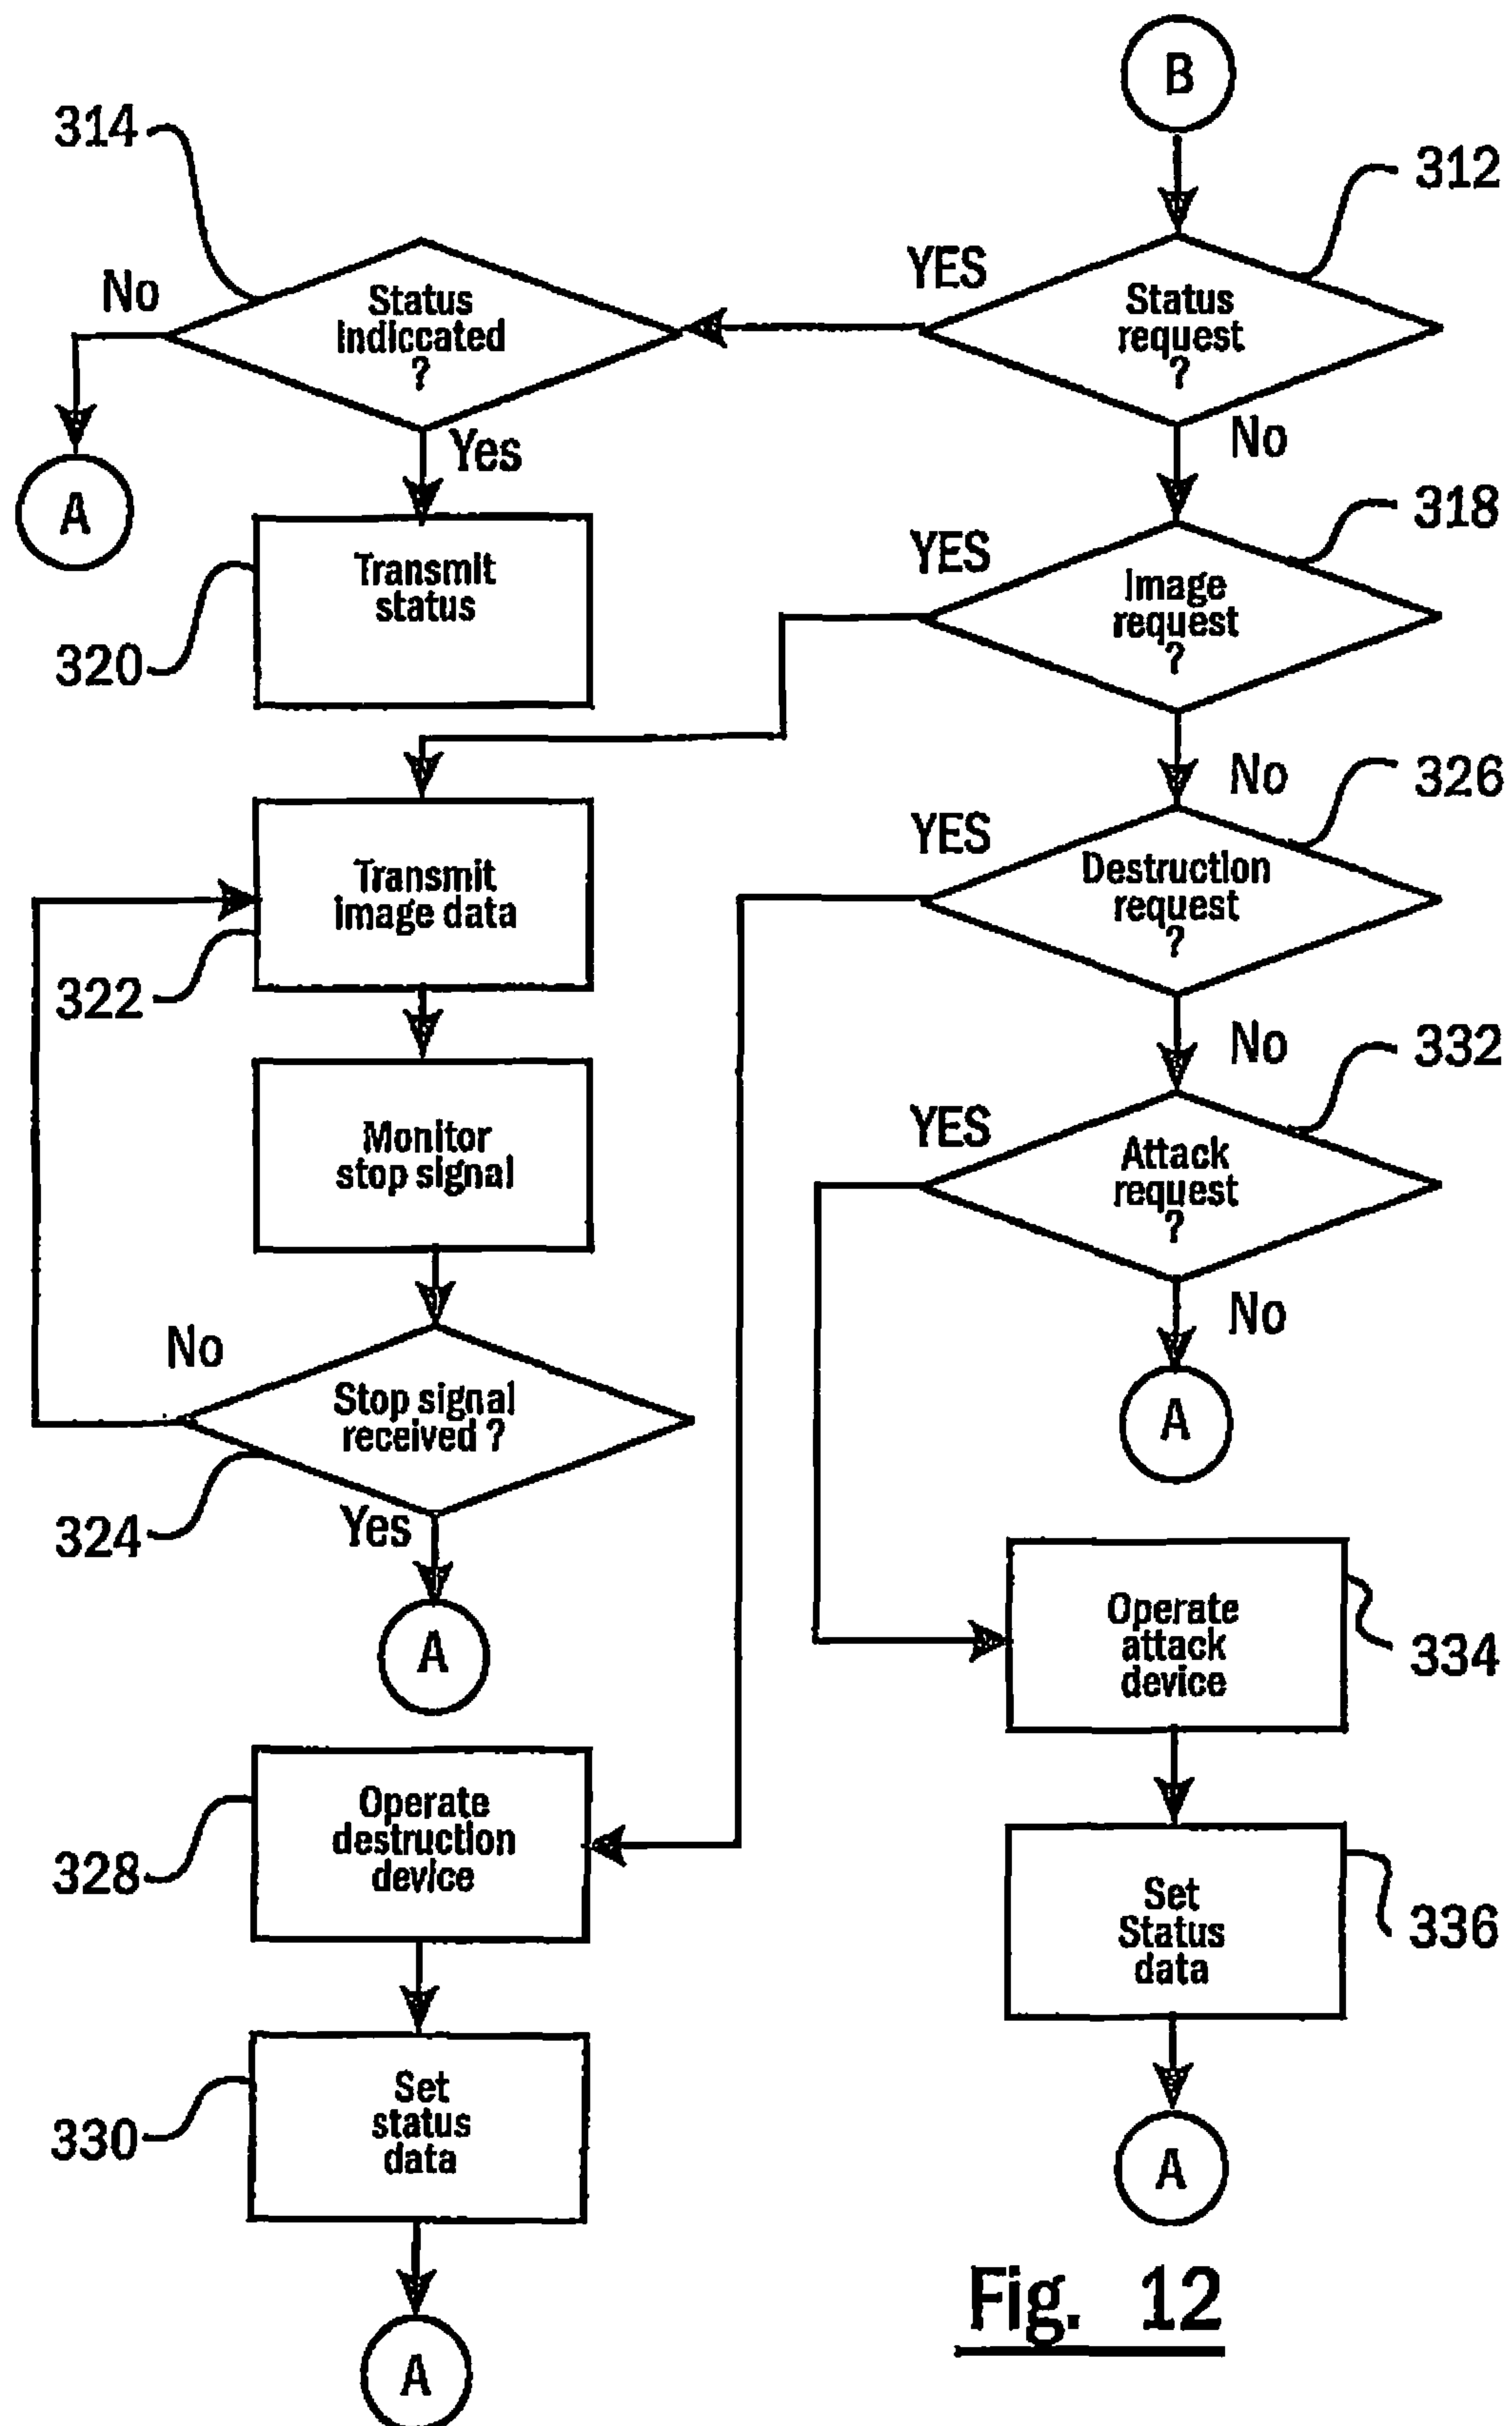 B
314
312
No
YES
Status
indiccated
?
Status
request
?
Yes
No
A
318
YES
Transmit
status
Image
request
?
320
No
326
YES
Transmit
image data
Destruction
request
?
322
No
332
YES
Monitor
stop signal
Attack
request
?
No
No
Stop signal
received ?
A
324
Yes
A
Operate
attack
device
334
Operate
destruction
device
328
Set
Status
data
336
Set
status
data
330
A
Fig. 12
A